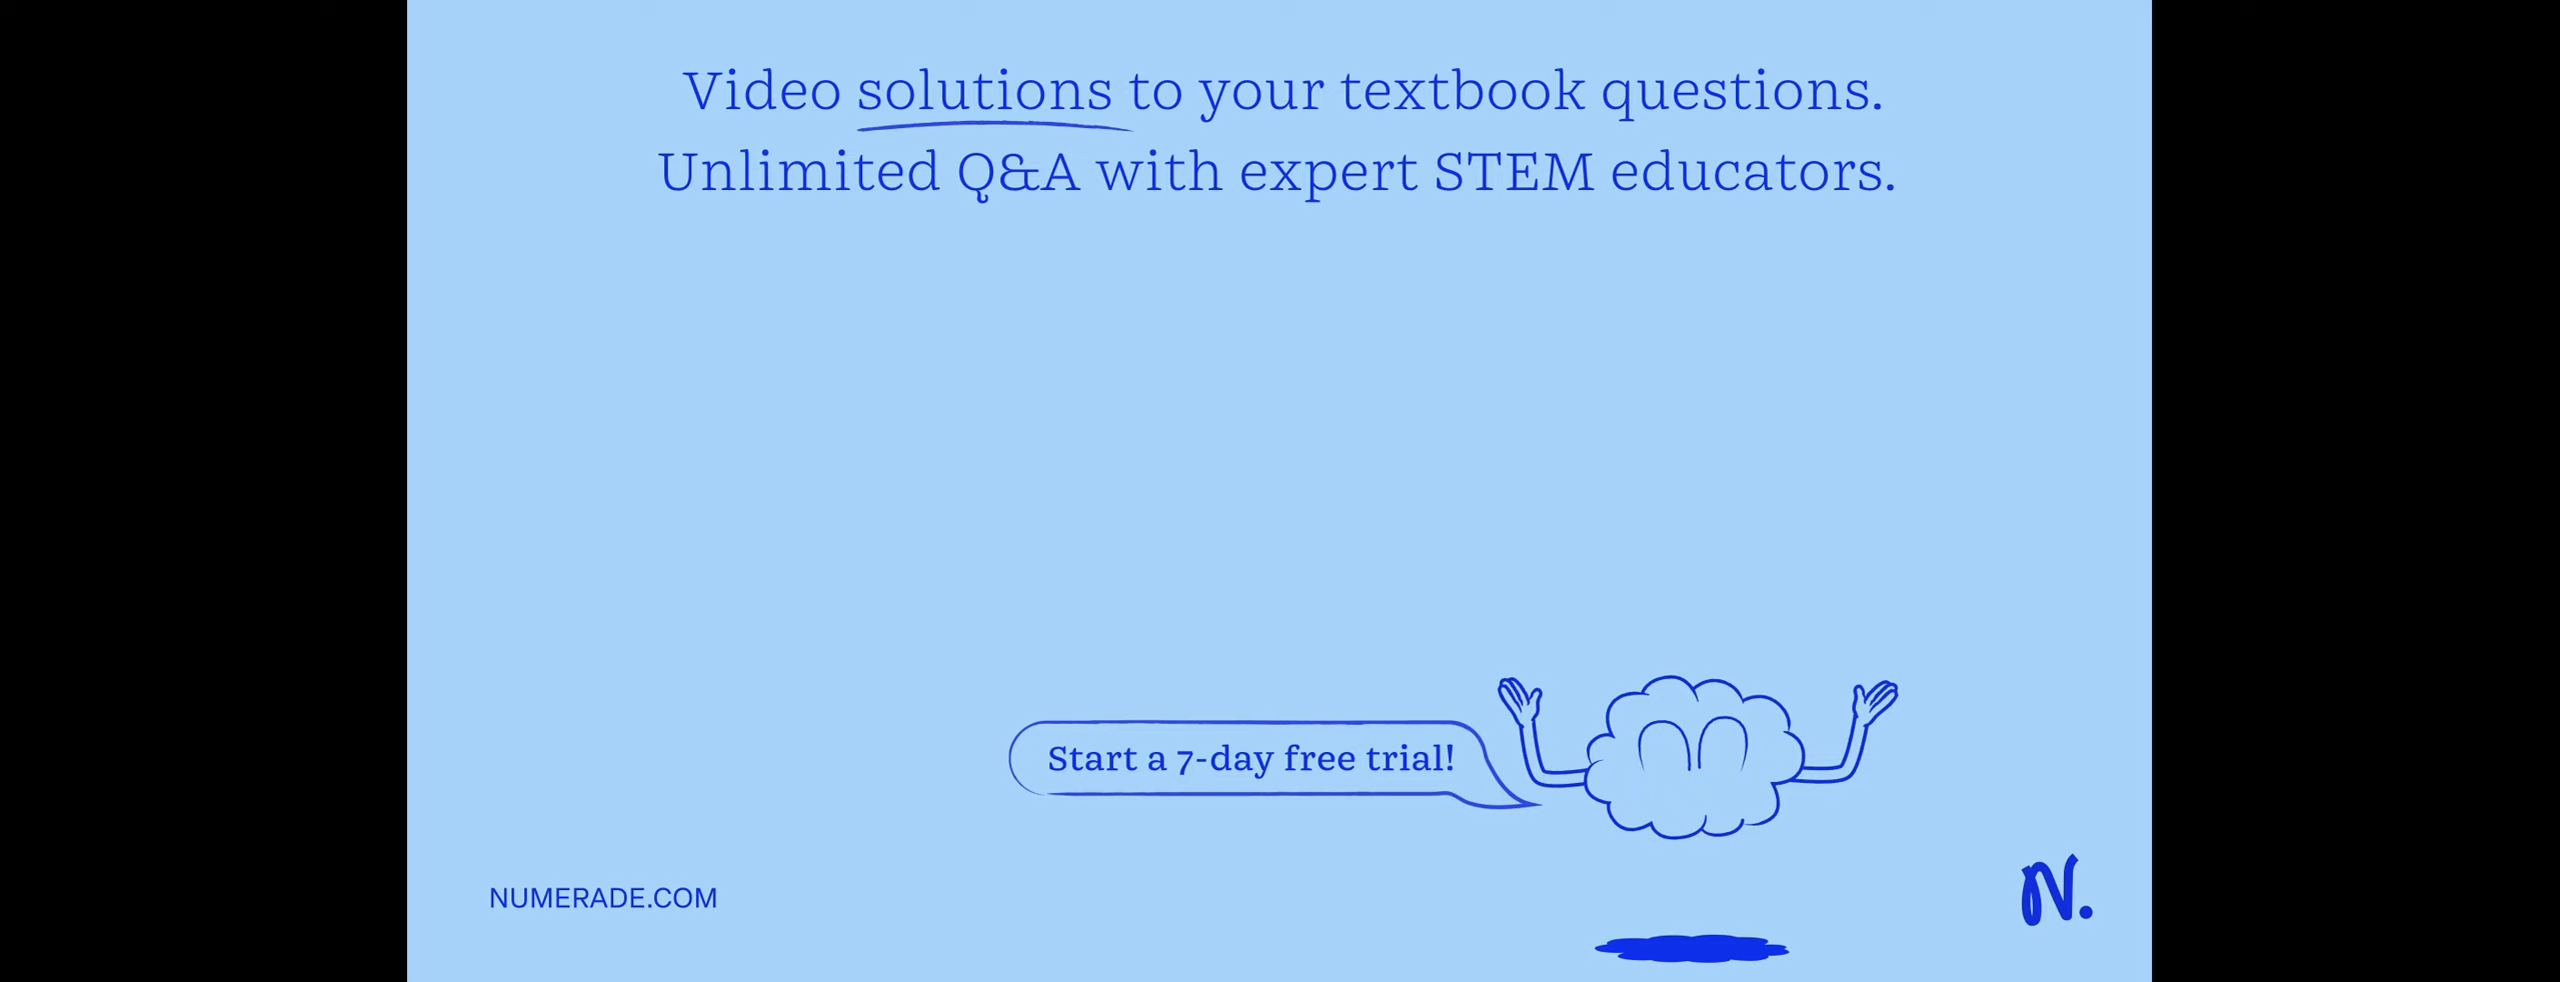 Video solutions to your textbook questions.
Unlimited Q&A with expert STEM educators.
Start a 7-day free trial!
NUMERADE.COM
N.